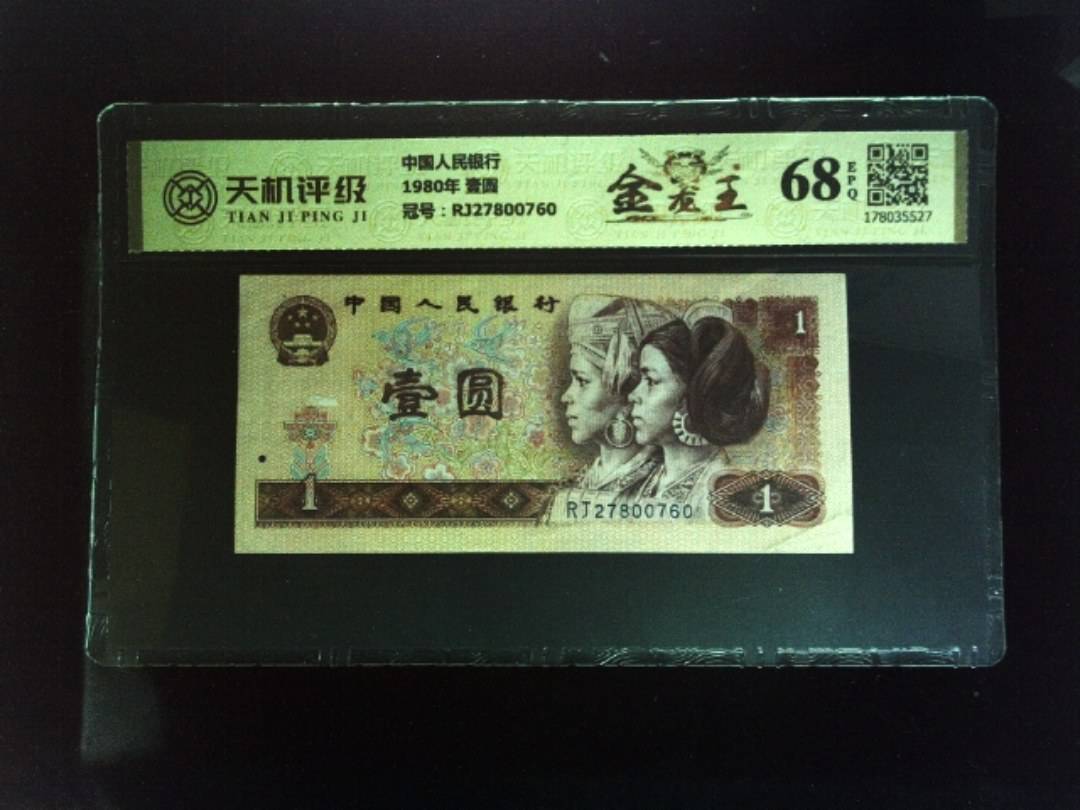 天机评级
TIAN JI PING JI
中国人民银行
1980年 壹圆
冠号：RJ27800760
金龙王
68
EPQ
178035527
中国人民银行
壹圆
1
1
RJ27800760
1